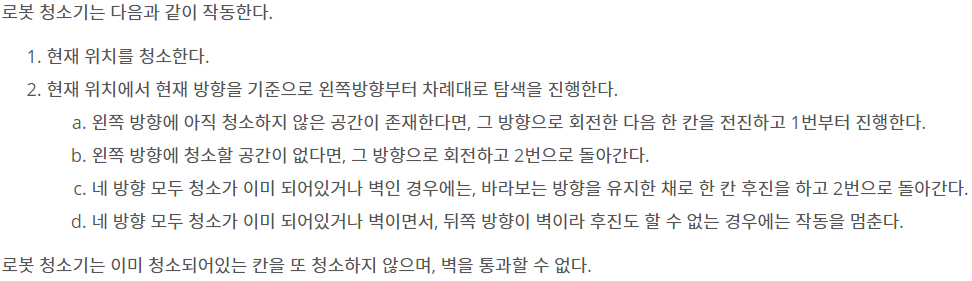 로봇 청소기는 다음과 같이 작동한다.
1. 현재 위치를 청소한다.
2. 현재 위치에서 현재 방향을 기준으로 왼쪽방향부터 차례대로 탐색을 진행한다.
a. 왼쪽 방향에 아직 청소하지 않은 공간이 존재한다면, 그 방향으로 회전한 다음 한 칸을 전진하고 1번부터 진행한다.
b. 왼쪽 방향에 청소할 공간이 없다면, 그 방향으로 회전하고 2번으로 돌아간다.
c. 네 방향 모두 청소가 이미 되어있거나 벽인 경우에는, 바라보는 방향을 유지한 채로 한 칸 후진을 하고 2번으로 돌아간다.
d. 네 방향 모두 청소가 이미 되어있거나 벽이면서, 뒤쪽 방향이 벽이라 후진도 할 수 없는 경우에는 작동을 멈춘다.
로봇 청소기는 이미 청소되어있는 칸을 또 청소하지 않으며, 벽을 통과할 수 없다.